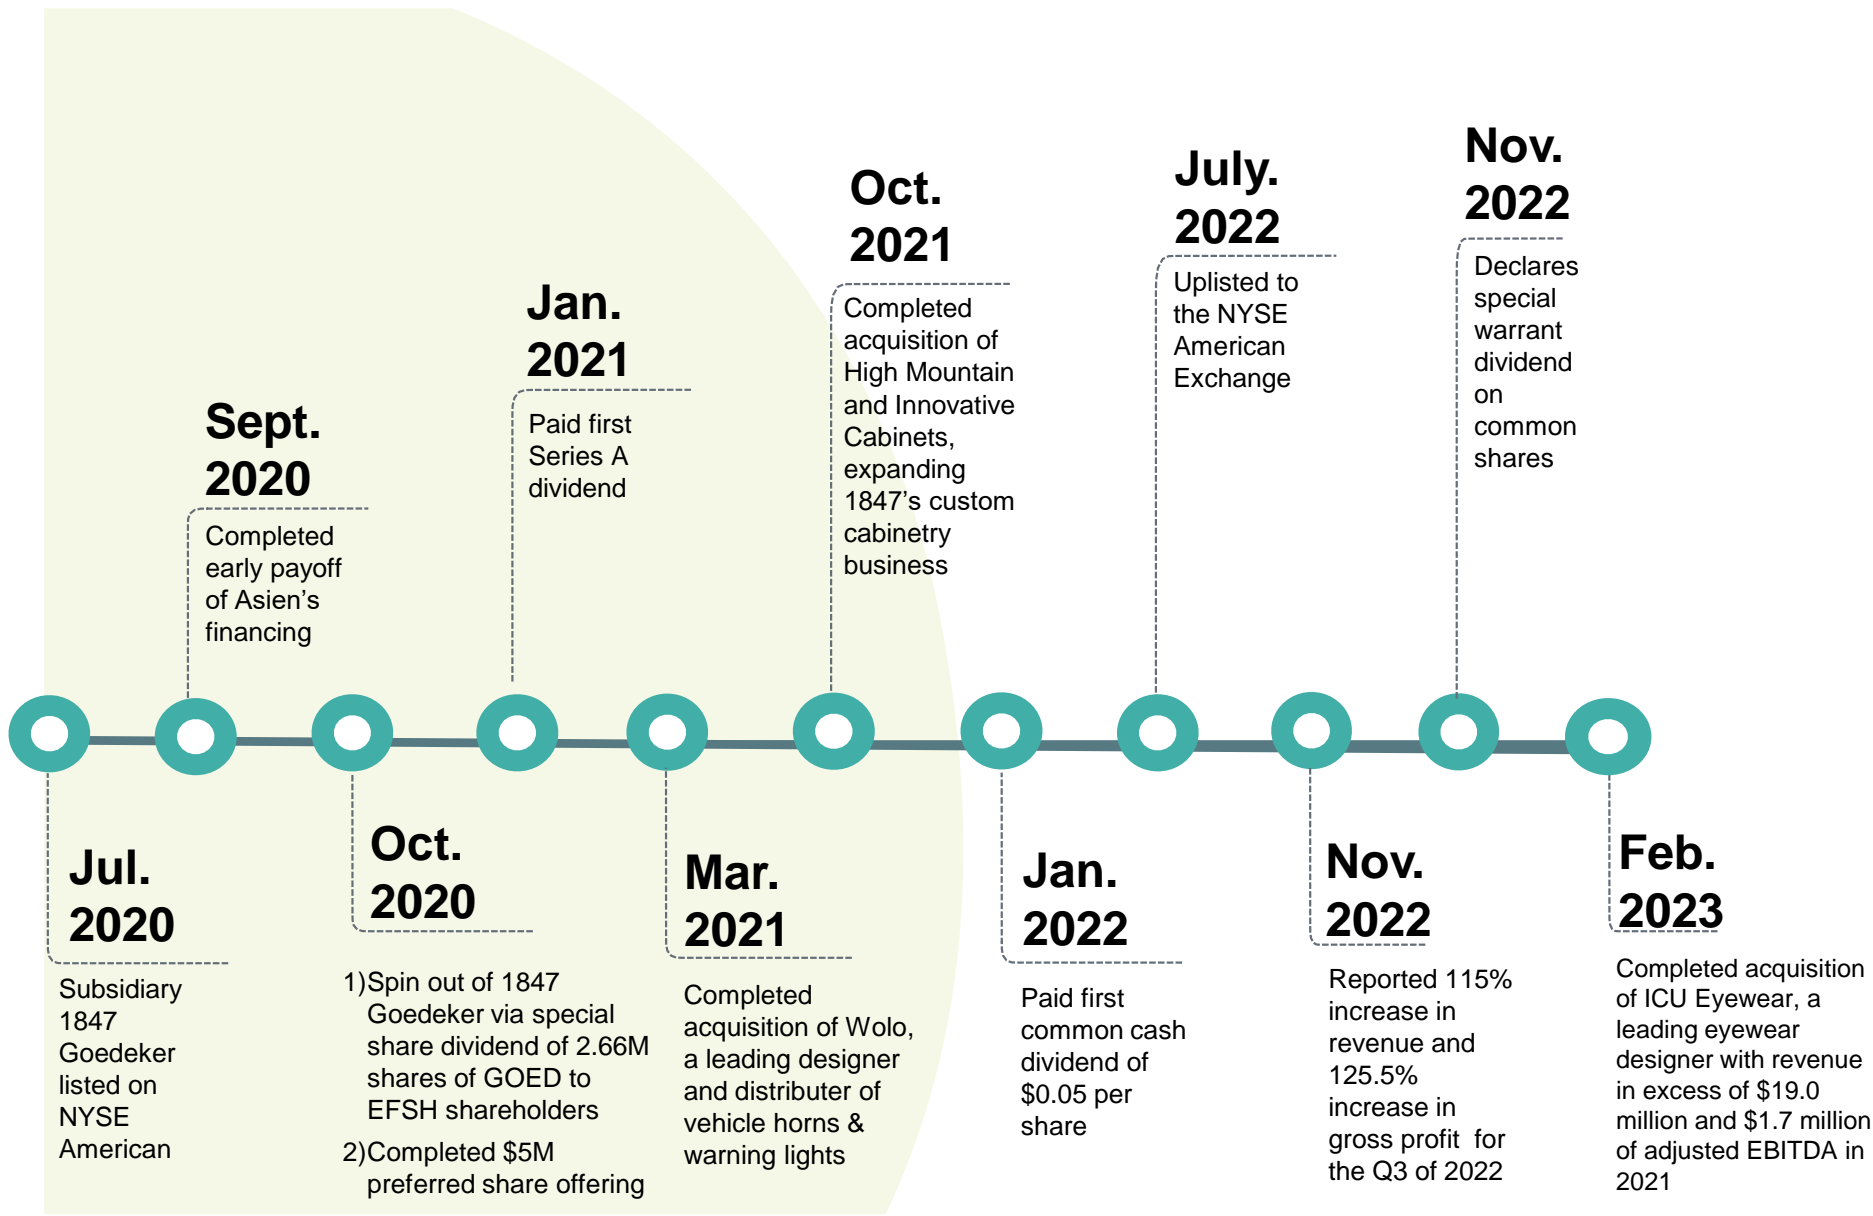 Jul.
2020
Subsidiary
1847
Goedeker
listed on
NYSE
American
Sept.
2020
Completed
early payoff
of Asien’s
financing
Oct.
2020
1)Spin out of 1847
Goedeker via special
share dividend of 2.66M
shares of GOED to
EFSH shareholders
2)Completed $5M
preferred share offering
Jan.
2021
Paid first
Series A
dividend
Mar.
2021
Completed
acquisition of Wolo,
a leading designer
and distributer of
vehicle horns &
warning lights
Oct.
2021
Completed
acquisition of
High Mountain
and Innovative
Cabinets,
expanding
1847’s custom
cabinetry
business
Jan.
2022
Paid first
common cash
dividend of
$0.05 per
share
July.
2022
Uplisted to
the NYSE
American
Exchange
Nov.
2022
Reported 115%
increase in
revenue and
125.5%
increase in
gross profit for
the Q3 of 2022
Nov.
2022
Declares
special
warrant
dividend
on
common
shares
Feb.
2023
Completed acquisition
of ICU Eyewear, a
leading eyewear
designer with revenue
in excess of $19.0
million and $1.7 million
of adjusted EBITDA in
2021